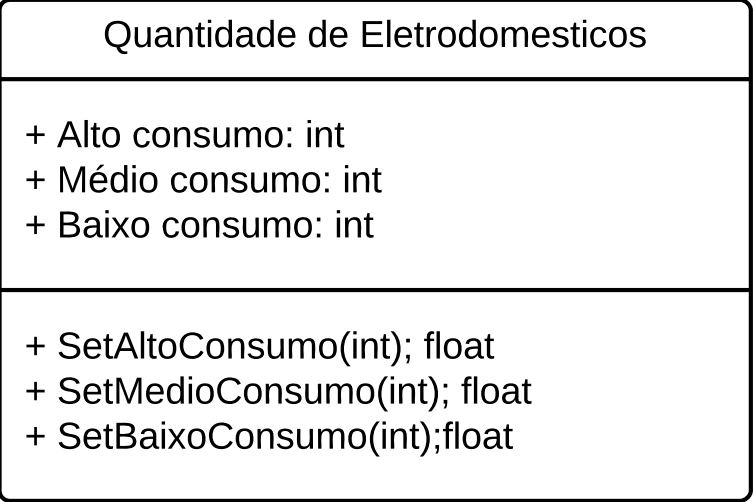 Quantidade de Eletrodomesticos
+ Alto consumo: int
+ Médio consumo: int
+ Baixo consumo: int
+ SetAltoConsumo(int); float
+ SetMedioConsumo(int); float
+ SetBaixoConsumo(int);float